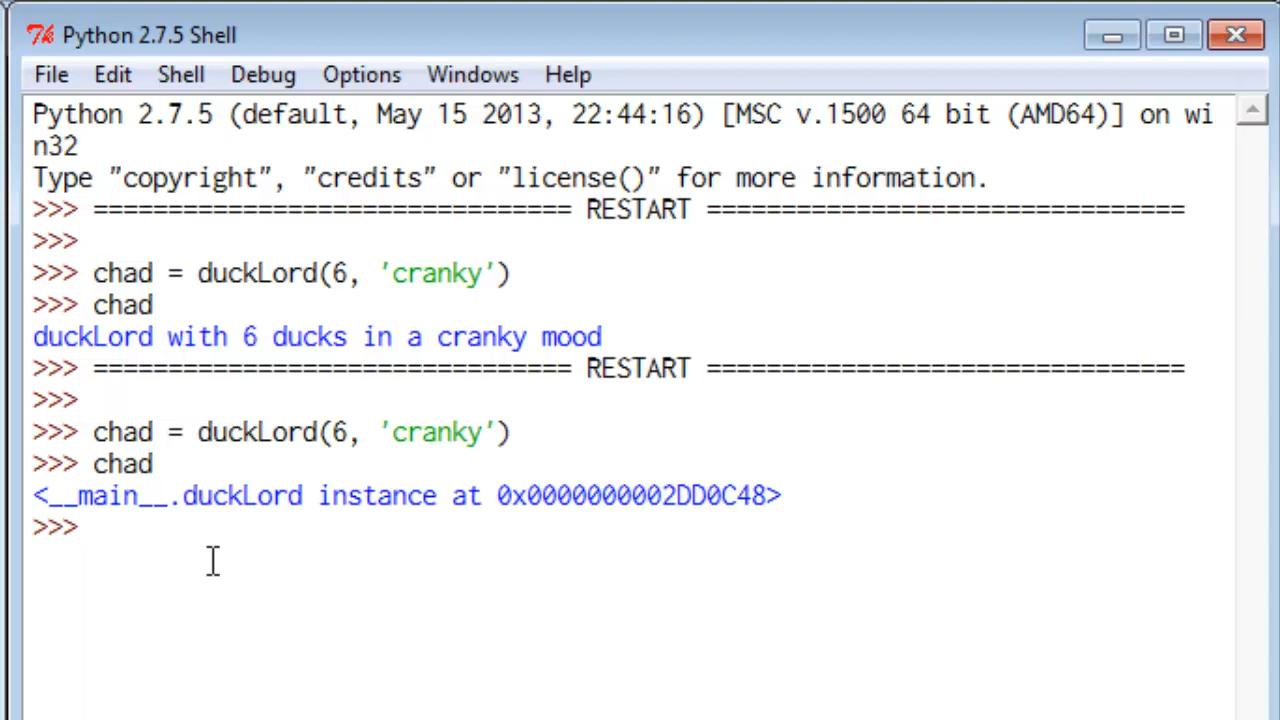 Python 2.7.5 Shell
File Edit Shell Debug Options Windows Help
Python 2.7.5 (default, May 15 2013, 22:44:16) [MSC v.1500 64 bit (AMD64)] on wi
n32
Type "copyright", "credits" or "license()" for more information.
>>> ================================ RESTART ================================
>>>
>>> chad = duckLord(6, 'cranky')
>>> chad
duckLord with 6 ducks in a cranky mood
>>> ================================ RESTART ================================
>>>
>>> chad = duckLord(6, 'cranky')
>>> chad
<__main__.duckLord instance at 0x0000000002DD0C48>
>>>